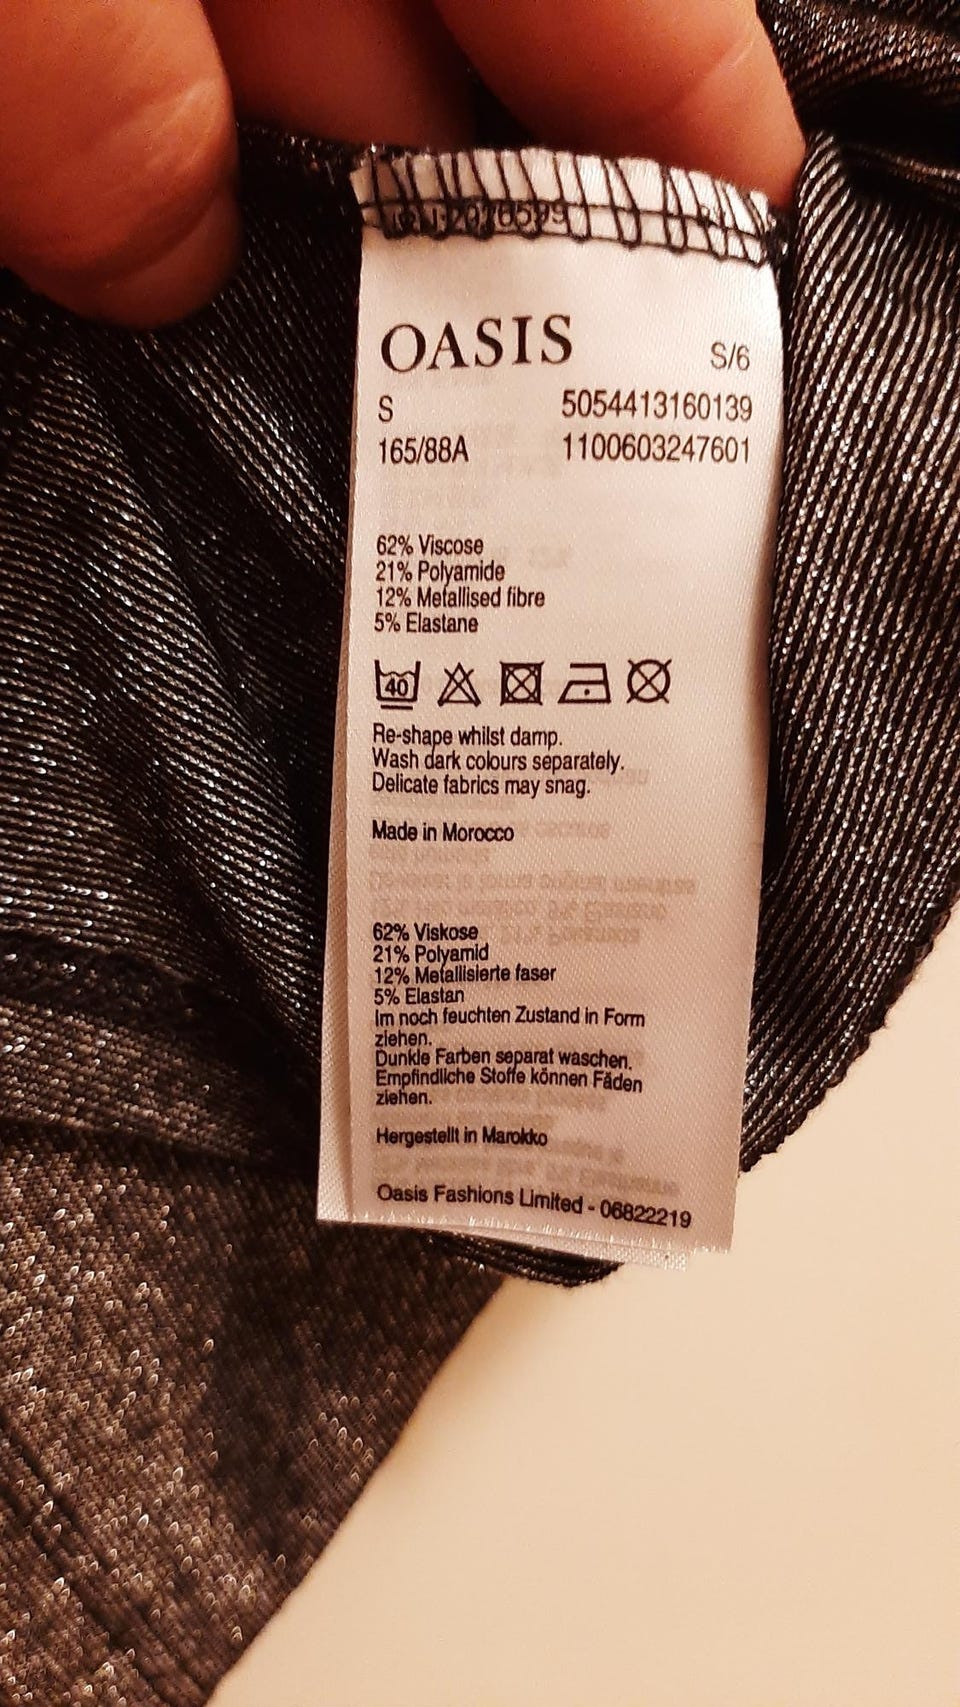 OASIS
S/6
S 5054413160139
165/88A 1100603247601
62% Viscose
21% Polyamide
12% Metallised fibre
5% Elastane
40
Re-shape whilst damp.
Wash dark colours separately.
Delicate fabrics may snag.
Made in Morocco
62% Viskose
21% Polyamid
12% Metallisierte faser
5% Elastan
Im noch feuchten Zustand in Form
ziehen.
Dunkle Farben separat waschen.
Empfindliche Stoffe können Fäden
ziehen.
Hergestellt in Marokko
Oasis Fashions Limited - 06822219